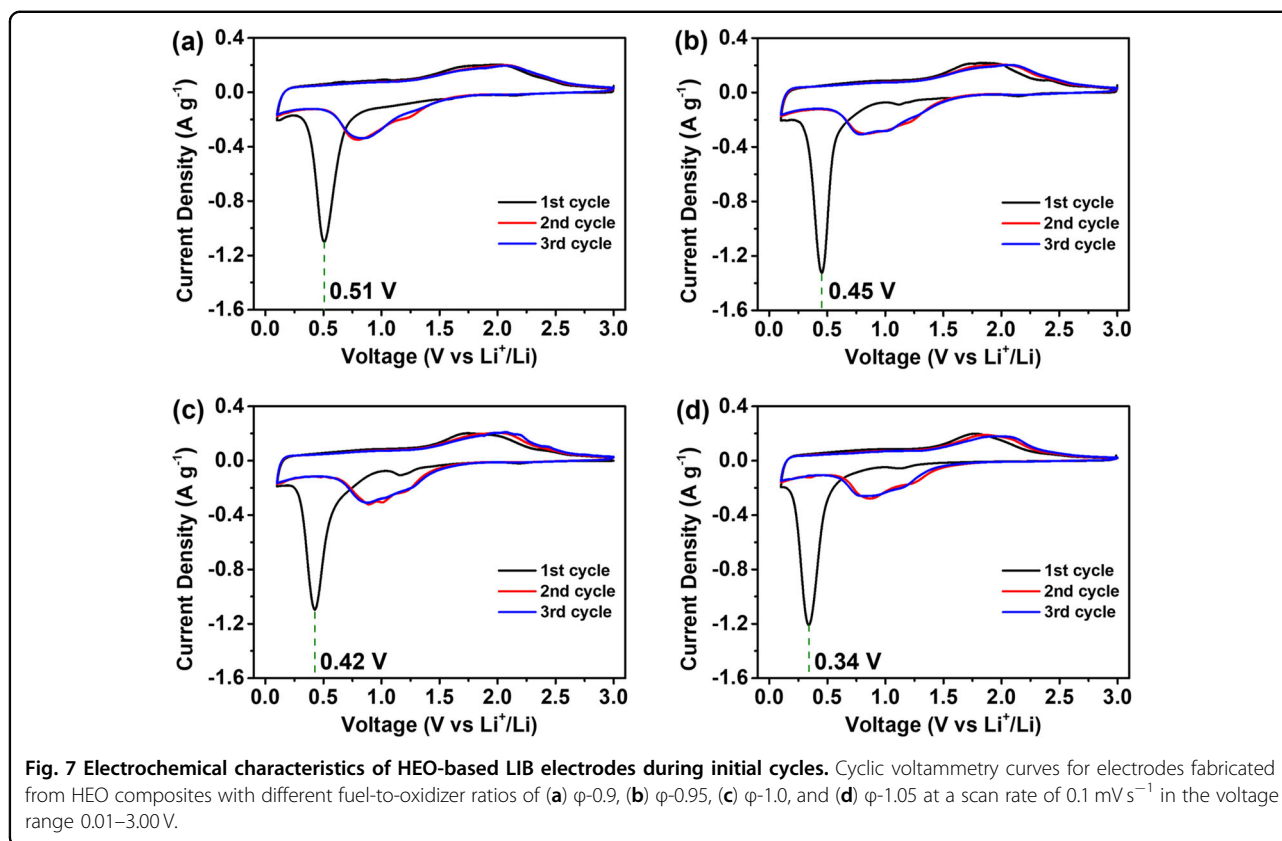 (a)
0.4
0.0
-0.4
-0.8
-1.2
-1.6
Current Density (A g⁻¹)
1st cycle
2nd cycle
3rd cycle
0.51 V
0.0 0.5 1.0 1.5 2.0 2.5 3.0
Voltage (V vs Li⁺/Li)
(b)
0.4
0.0
-0.4
-0.8
-1.2
-1.6
Current Density (A g⁻¹)
1st cycle
2nd cycle
3rd cycle
0.45 V
0.0 0.5 1.0 1.5 2.0 2.5 3.0
Voltage (V vs Li⁺/Li)
(c)
0.4
0.0
-0.4
-0.8
-1.2
-1.6
Current Density (A g⁻¹)
1st cycle
2nd cycle
3rd cycle
0.42 V
0.0 0.5 1.0 1.5 2.0 2.5 3.0
Voltage (V vs Li⁺/Li)
(d)
0.4
0.0
-0.4
-0.8
-1.2
-1.6
Current Density (A g⁻¹)
1st cycle
2nd cycle
3rd cycle
0.34 V
0.0 0.5 1.0 1.5 2.0 2.5 3.0
Voltage (V vs Li⁺/Li)
Fig. 7 Electrochemical characteristics of HEO-based LIB electrodes during initial cycles. Cyclic voltammetry curves for electrodes fabricated
from HEO composites with different fuel-to-oxidizer ratios of (a) φ-0.9, (b) φ-0.95, (c) φ-1.0, and (d) φ-1.05 at a scan rate of 0.1 mV s⁻¹ in the voltage
range 0.01–3.00 V.